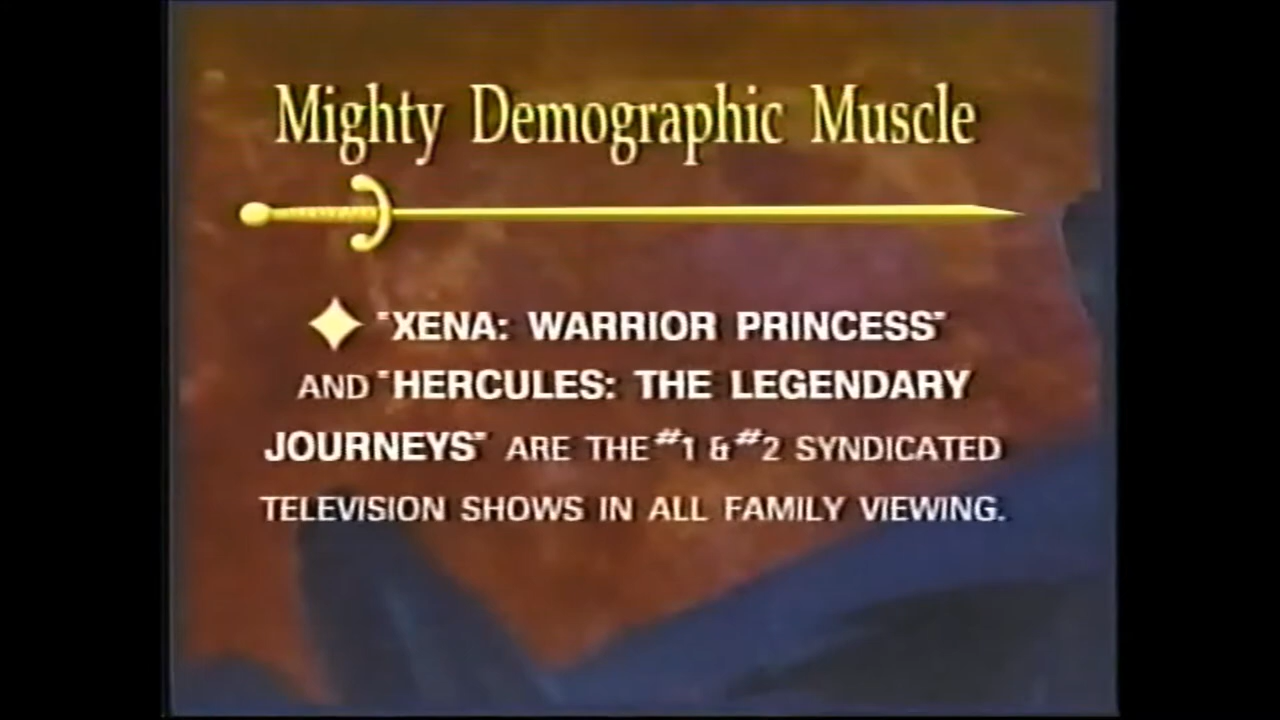 Mighty Demographic Muscle
"XENA: WARRIOR PRINCESS"
AND "HERCULES: THE LEGENDARY
JOURNEYS" ARE THE #1 & #2 SYNDICATED
TELEVISION SHOWS IN ALL FAMILY VIEWING.